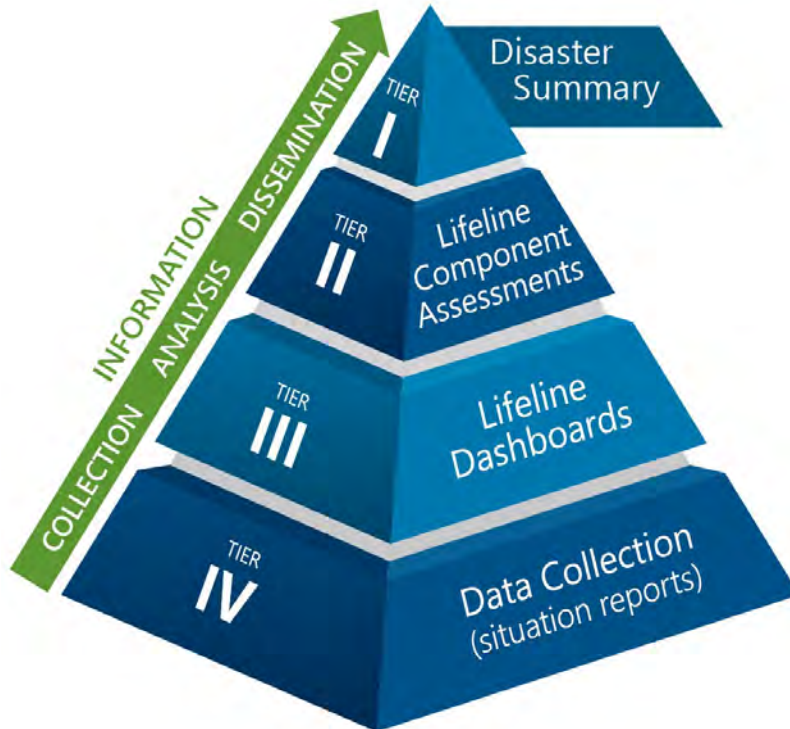 Disaster
Summary
TIER
I
TIER
II
Lifeline
Component
Assessments
TIER
III
Lifeline
Dashboards
TIER
IV
Data Collection
(situation reports)
INFORMATION
COLLECTION ANALYSIS DISSEMINATION